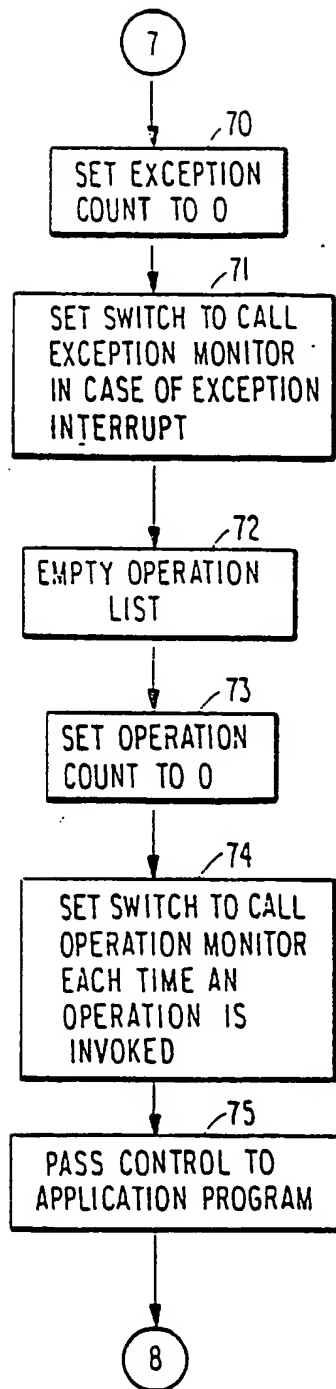 7
70
SET EXCEPTION
COUNT TO 0
71
SET SWITCH TO CALL
EXCEPTION MONITOR
IN CASE OF EXCEPTION
INTERRUPT
72
EMPTY OPERATION
LIST
73
SET OPERATION
COUNT TO 0
74
SET SWITCH TO CALL
OPERATION MONITOR
EACH TIME AN
OPERATION IS
INVOKED
75
PASS CONTROL TO
APPLICATION PROGRAM
8